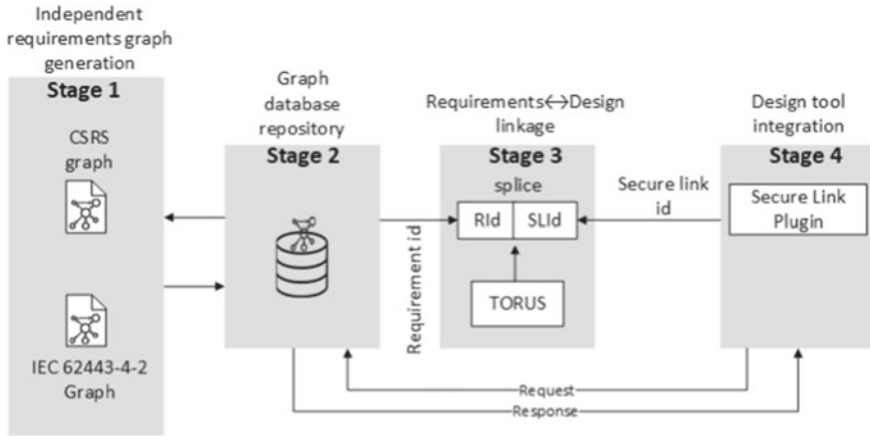 Independent
requirements graph
generation
Stage 1
CSRS
graph
IEC 62443-4-2
Graph
Graph
database
repository
Stage 2
Requirements↔Design
linkage
Stage 3
splice
RId
SLId
TORUS
Requirement id
Design tool
integration
Stage 4
Secure link
id
Secure Link
Plugin
Request
Response